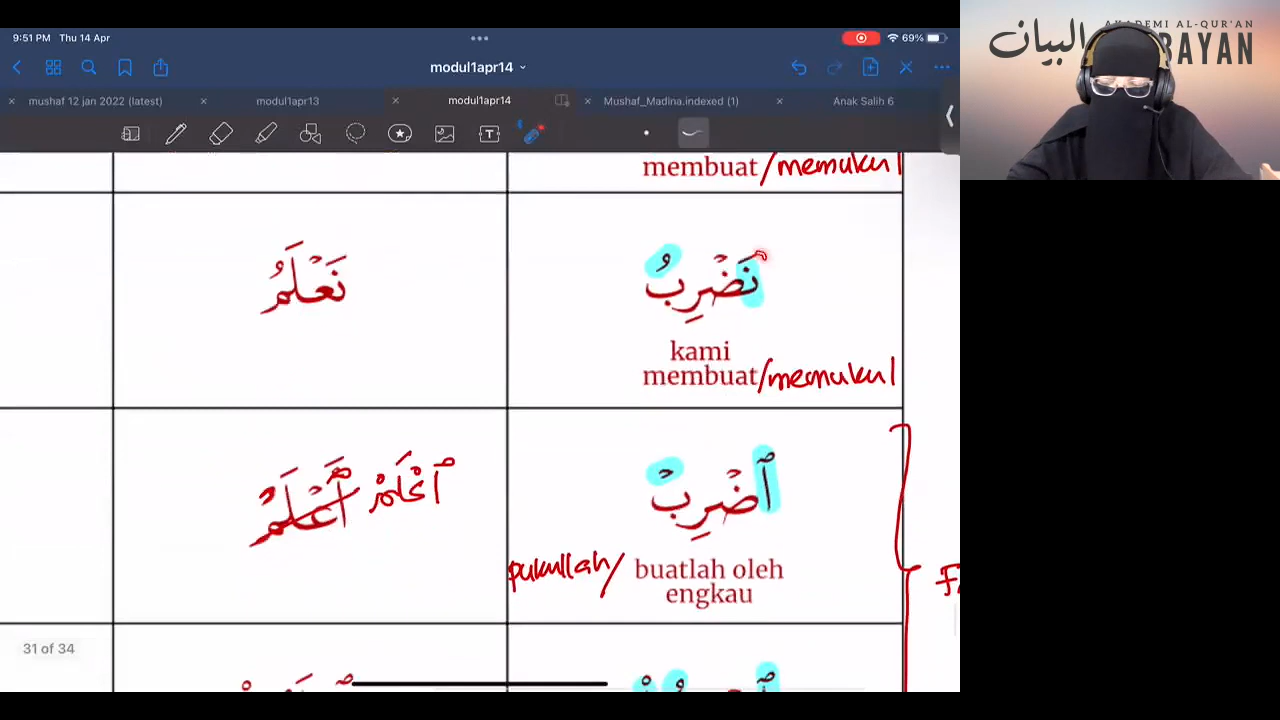 9:51 PM Thu 14 Apr
69%
modul1apr14
mushaf 12 jan 2022 (latest)
modul1apr13
modul1apr14
Mushaf_Madina.indexed (1)
Anak Salih 6
membuat/memukul
نَضْرِبُ
نَعْلَمُ
kami
membuat/memukul
ٱضْرِبْ
ٱعْلَمْ
pukullah/ buatlah oleh
engkau
31 of 34
AKADEMI AL-QUR'AN
البيان
BAYAN